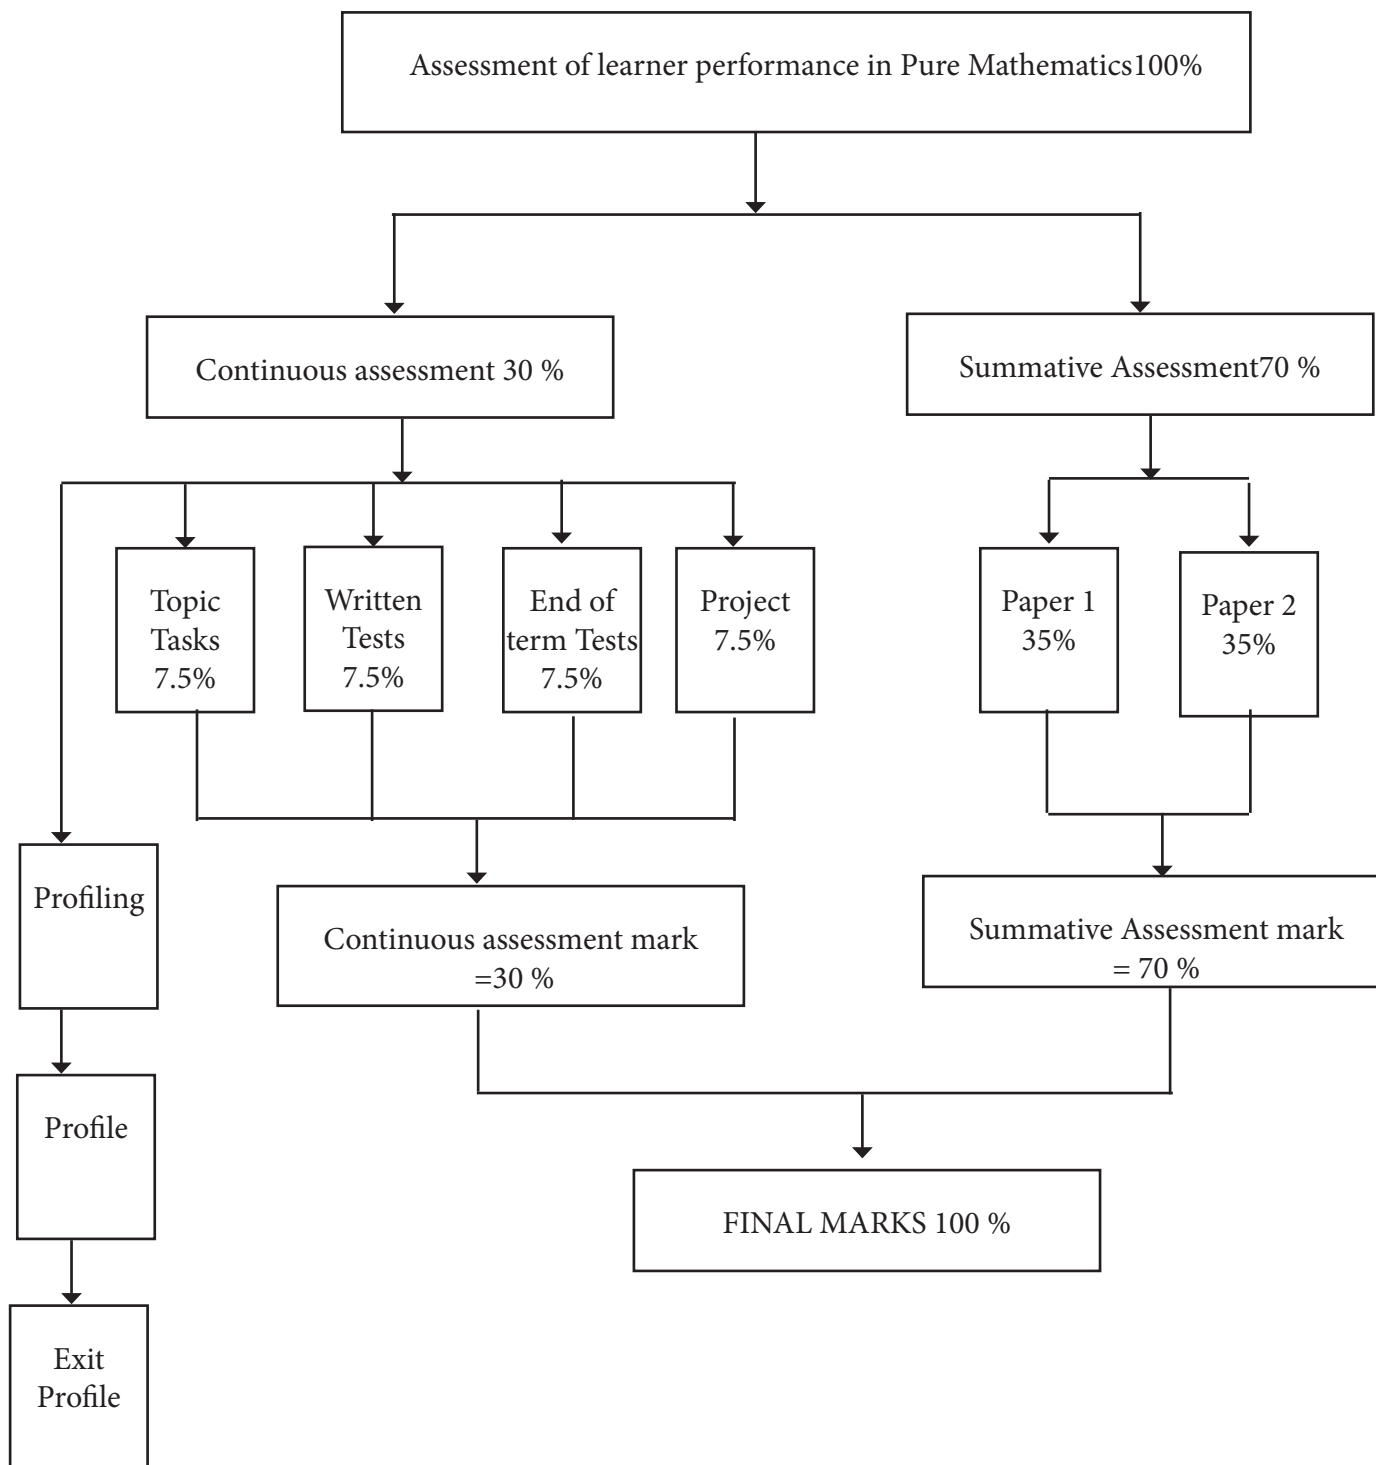 Assessment of learner performance in Pure Mathematics100%
Continuous assessment 30 %
Summative Assessment70 %
Topic
Tasks
7.5%
Written
Tests
7.5%
End of
term Tests
7.5%
Project
7.5%
Paper 1
35%
Paper 2
35%
Profiling
Continuous assessment mark
=30 %
Summative Assessment mark
= 70 %
Profile
FINAL MARKS 100 %
Exit
Profile